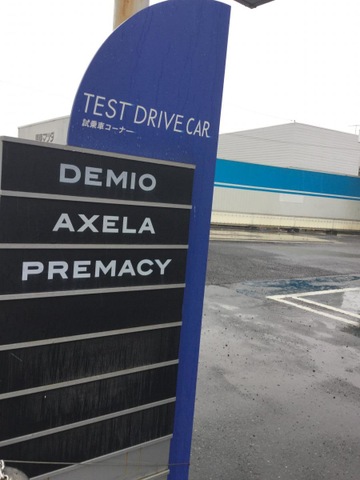 TEST DRIVE CAR
試乗車コーナー
DEMIO
AXELA
PREMACY